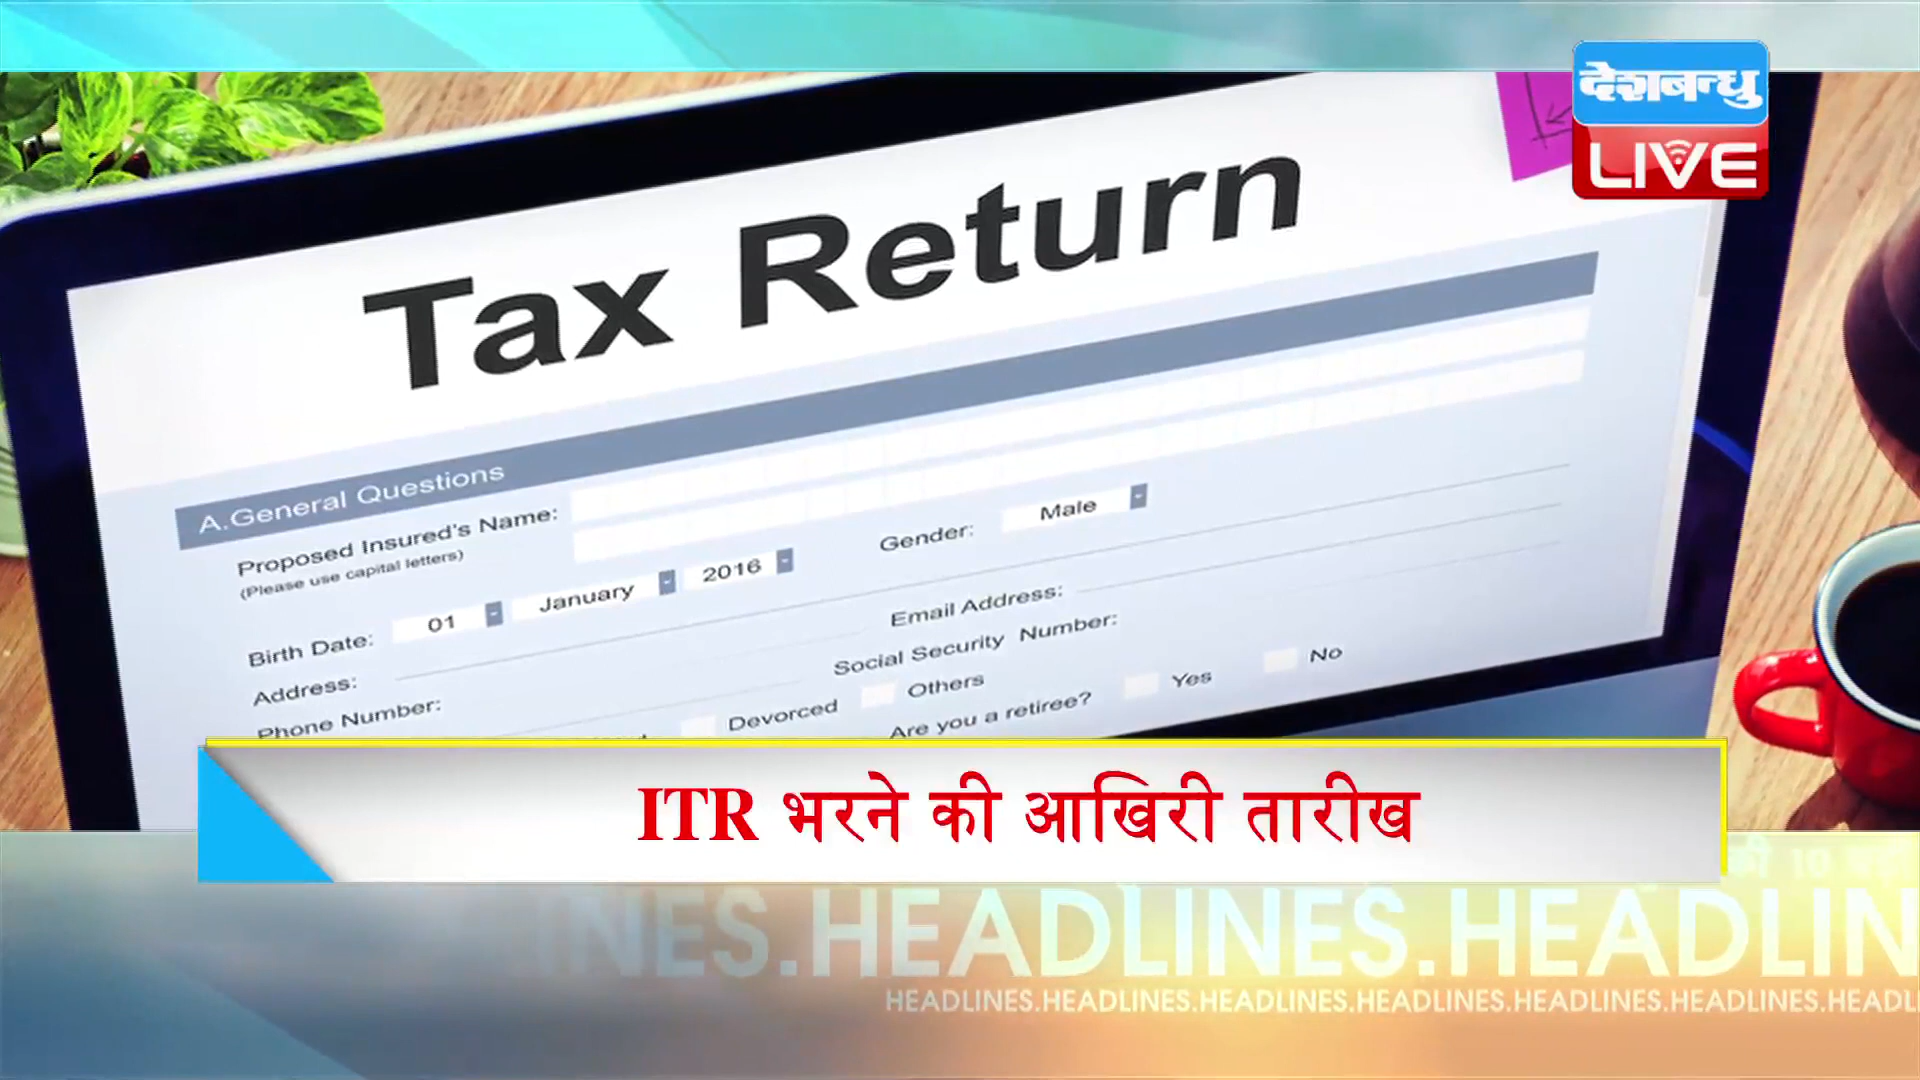 देशबन्धु
LIVE
Tax Return
A.General Questions
Proposed Insured's Name:
(Please use capital letters)
Birth Date: 01 January 2016 Gender: Male
Address:
Email Address:
Phone Number:
Social Security Number:
Devorced Others
Are you a retiree? Yes No
ITR भरने की आखिरी तारीख
INES.HEADLINES.HEADLIN
HEADLINES.HEADLINES.HEADLINES.HEADLINES.HEADLINES.HEADLINES.HEADL